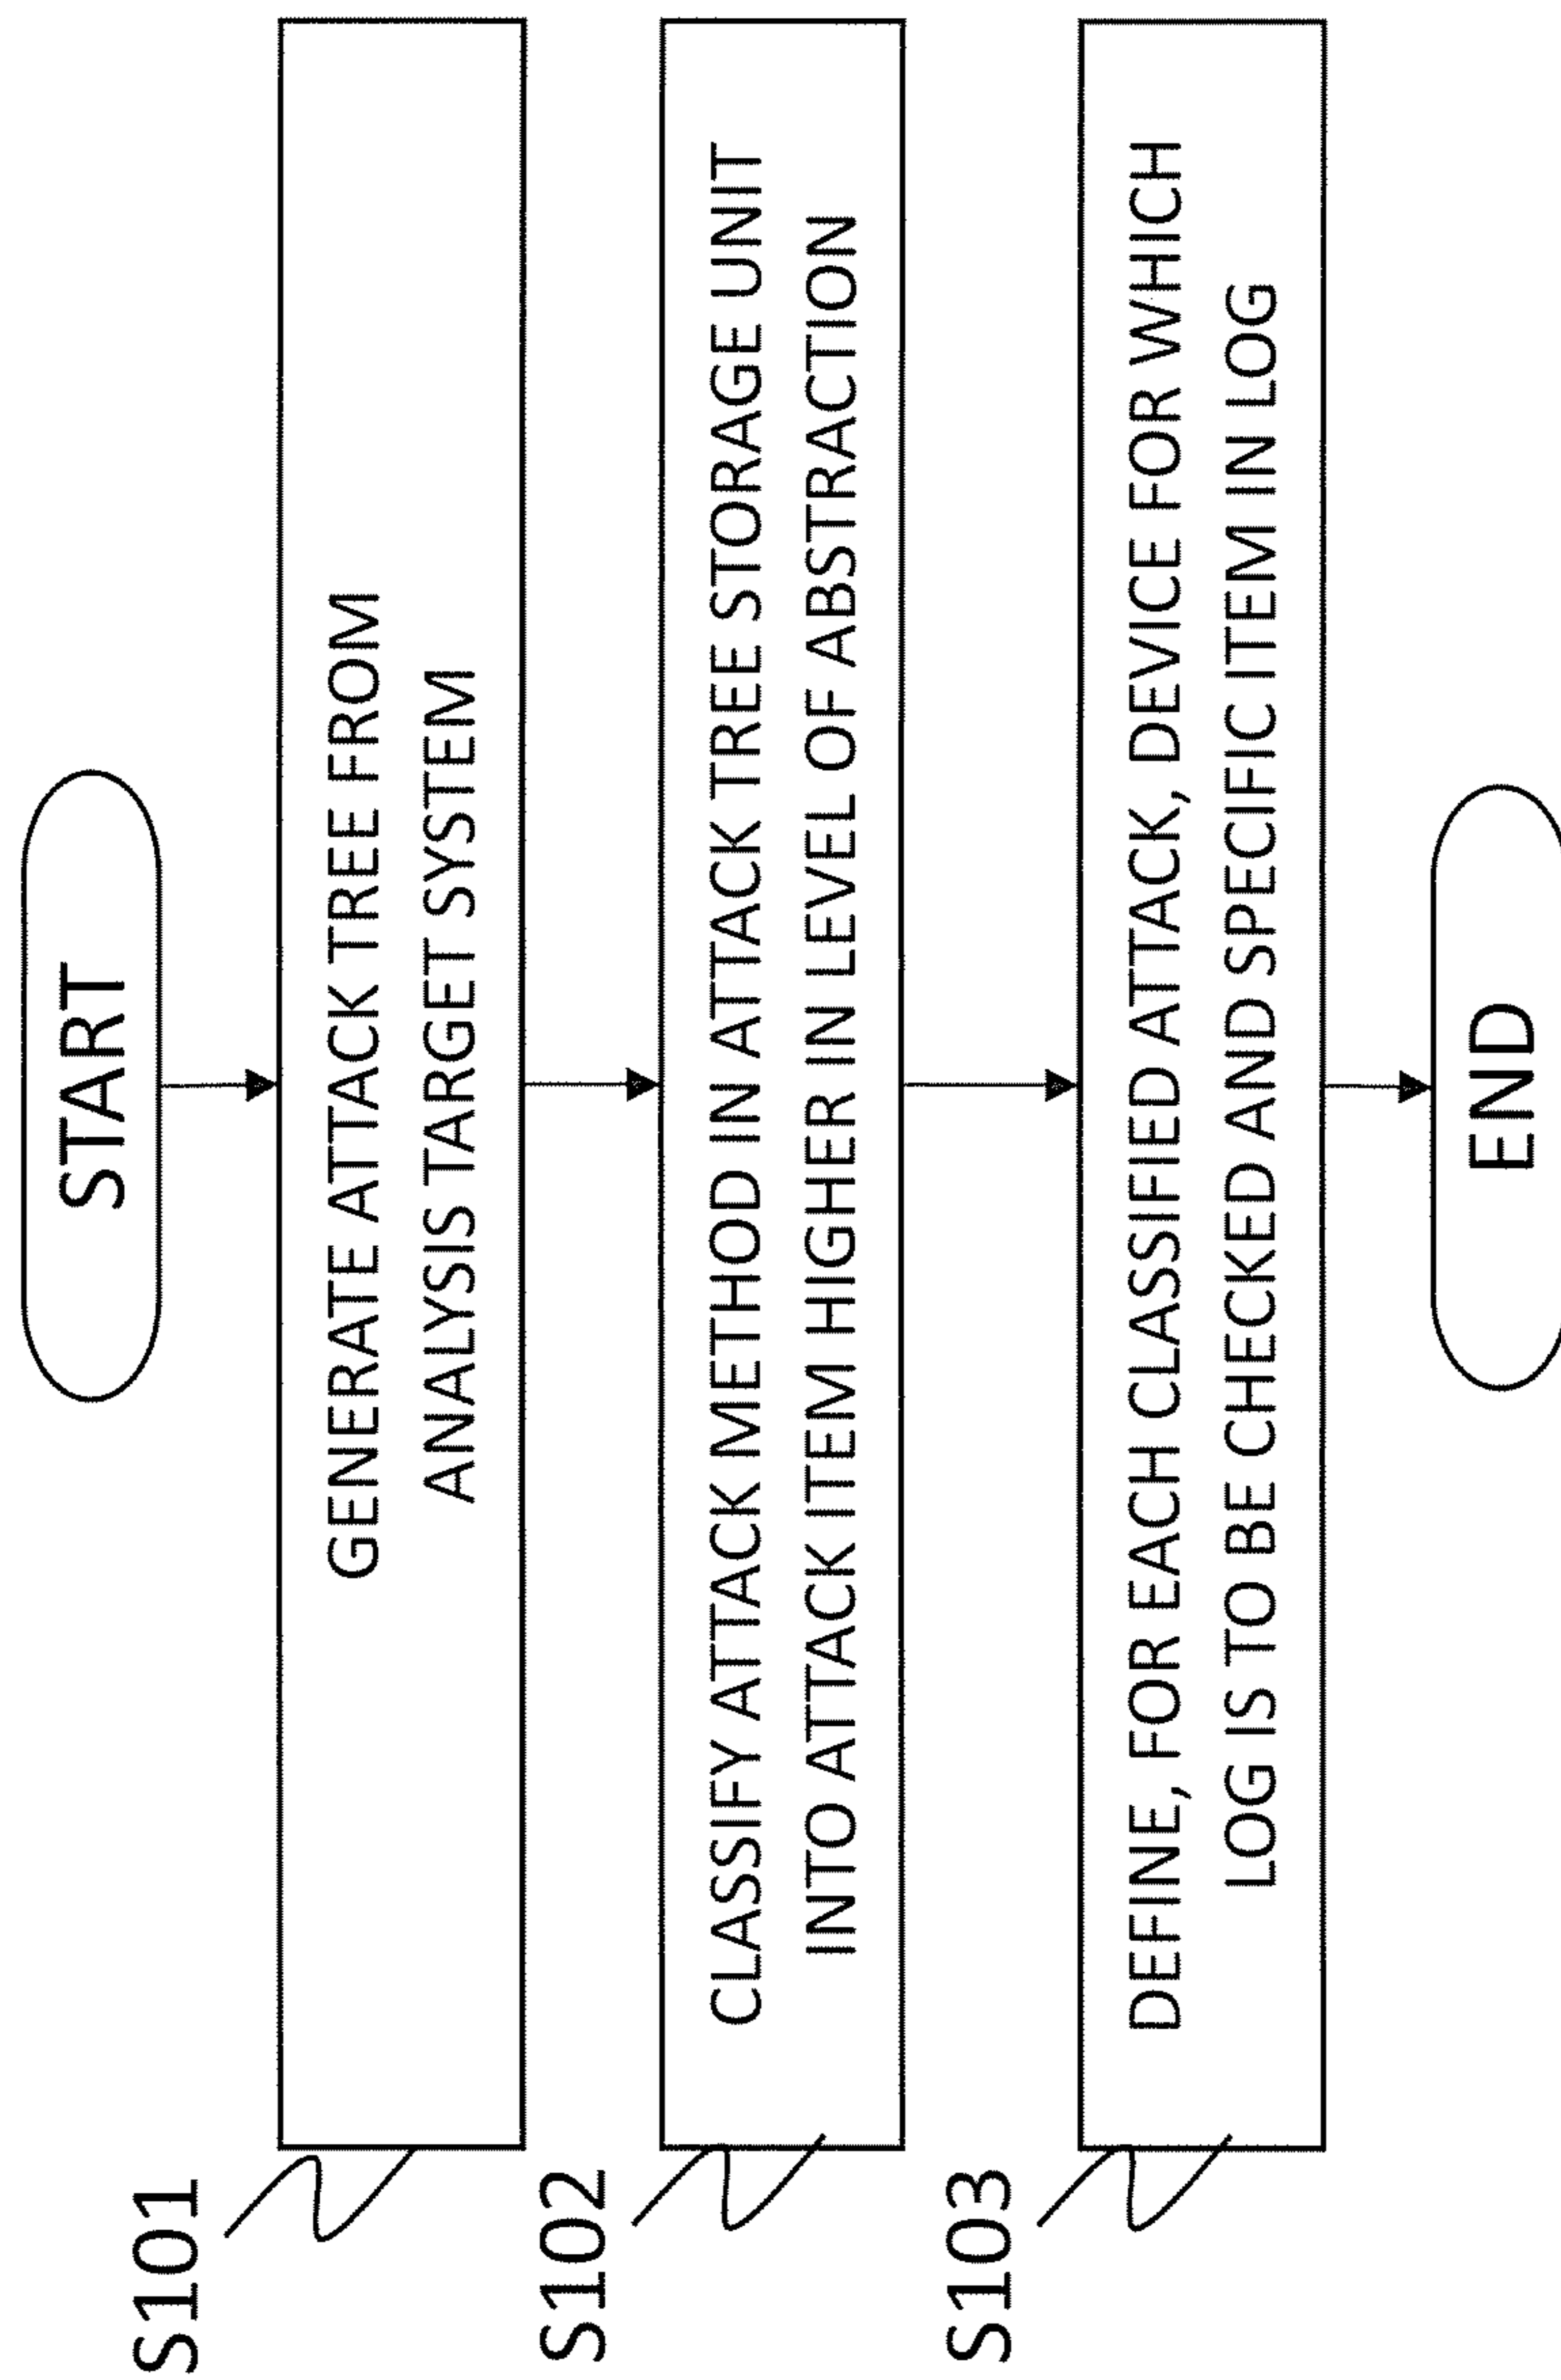 START
S101
GENERATE ATTACK TREE FROM
ANALYSIS TARGET SYSTEM
S102
CLASSIFY ATTACK METHOD IN ATTACK TREE STORAGE UNIT
INTO ATTACK ITEM HIGHER IN LEVEL OF ABSTRACTION
S103
DEFINE, FOR EACH CLASSIFIED ATTACK, DEVICE FOR WHICH
LOG IS TO BE CHECKED AND SPECIFIC ITEM IN LOG
END